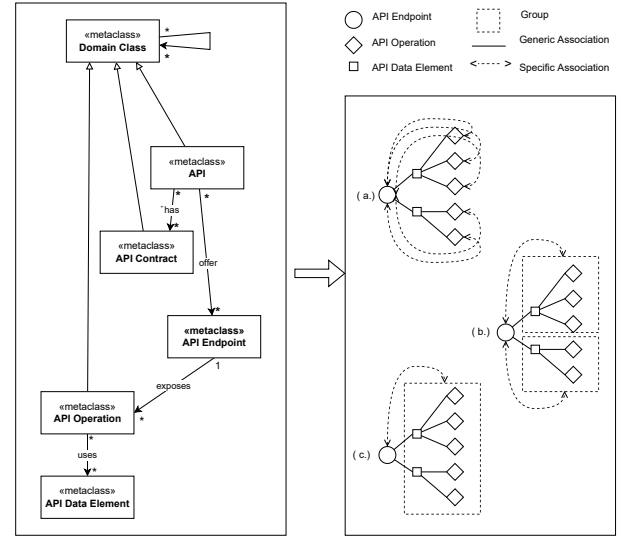 «metaclass»
Domain Class
*
*
«metaclass»
API
*
*
has
*
«metaclass»
API Contract
offer
*
«metaclass»
API Endpoint
1
exposes
*
«metaclass»
API Operation
*
uses
*
«metaclass»
API Data Element
API Endpoint
API Operation
API Data Element
Group
Generic Association
Specific Association
( a.)
( b.)
( c.)